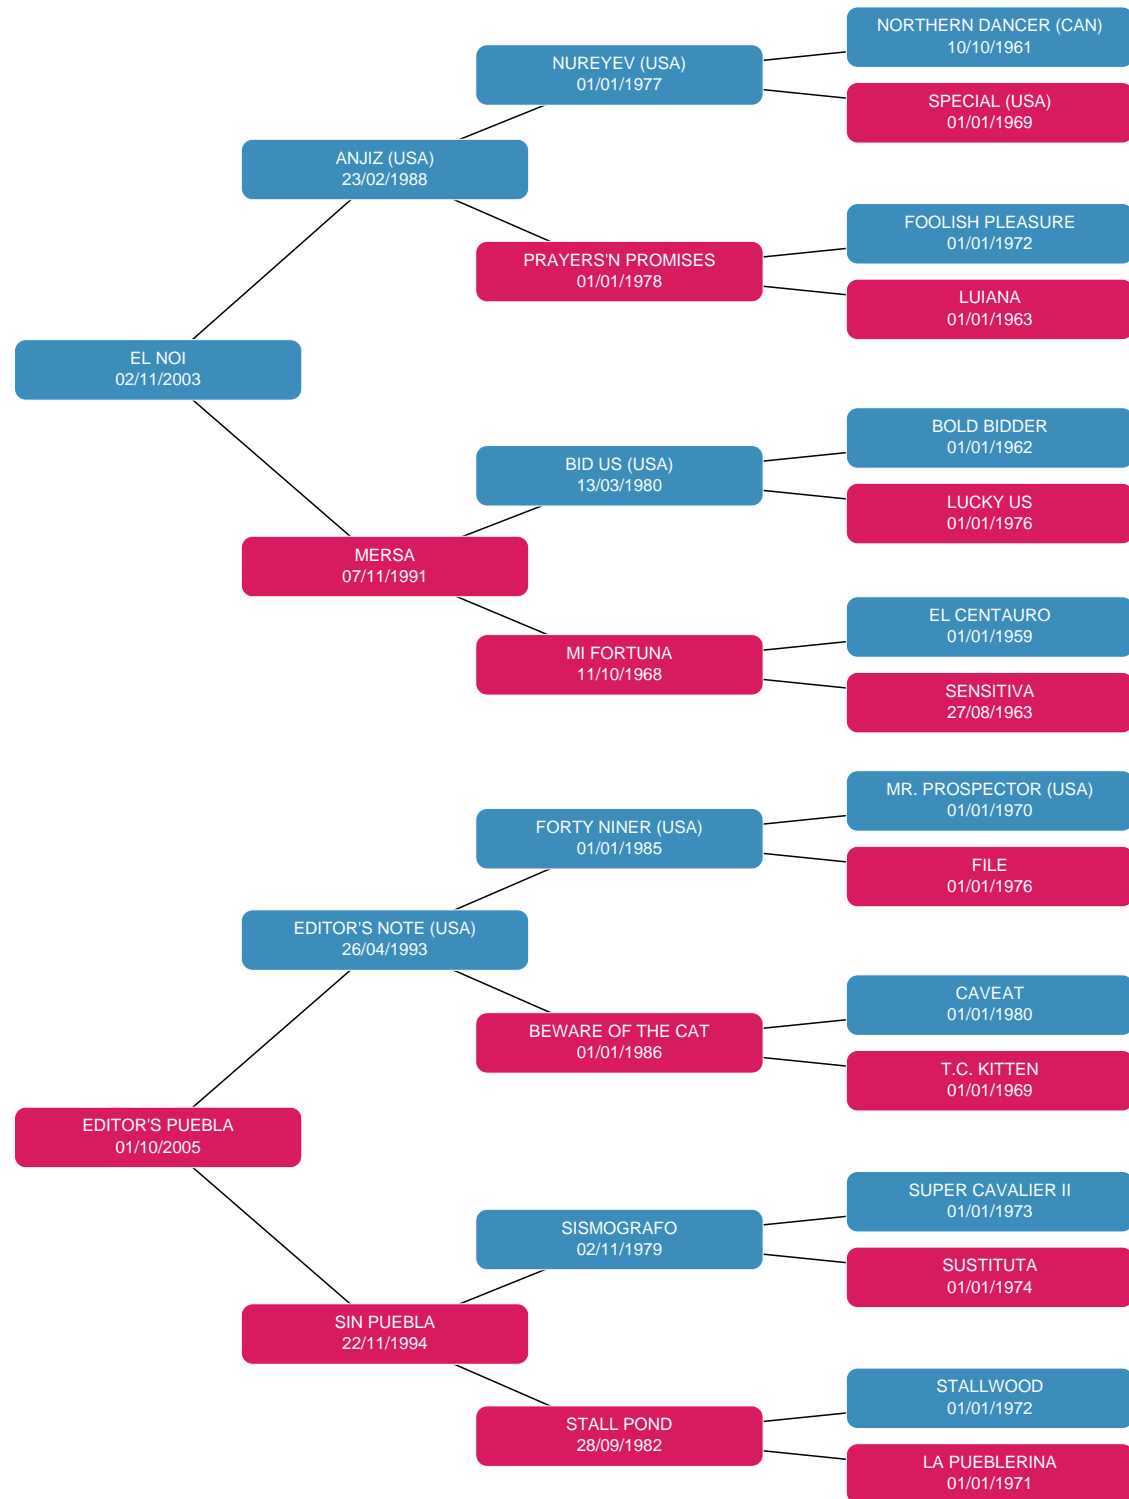 NORTHERN DANCER (CAN)
10/10/1961
NUREYEV (USA)
01/01/1977
SPECIAL (USA)
01/01/1969
ANJIZ (USA)
23/02/1988
FOOLISH PLEASURE
01/01/1972
PRAYERS'N PROMISES
01/01/1978
LUIANA
01/01/1963
EL NOI
02/11/2003
BOLD BIDDER
01/01/1962
BID US (USA)
13/03/1980
LUCKY US
01/01/1976
MERSA
07/11/1991
EL CENTAURO
01/01/1959
MI FORTUNA
11/10/1968
SENSITIVA
27/08/1963
MR. PROSPECTOR (USA)
01/01/1970
FORTY NINER (USA)
01/01/1985
FILE
01/01/1976
EDITOR'S NOTE (USA)
26/04/1993
CAVEAT
01/01/1980
BEWARE OF THE CAT
01/01/1986
T.C. KITTEN
01/01/1969
EDITOR'S PUEBLA
01/10/2005
SUPER CAVALIER II
01/01/1973
SISMOGRAFO
02/11/1979
SUSTITUTA
01/01/1974
SIN PUEBLA
22/11/1994
STALLWOOD
01/01/1972
STALL POND
28/09/1982
LA PUEBLERINA
01/01/1971